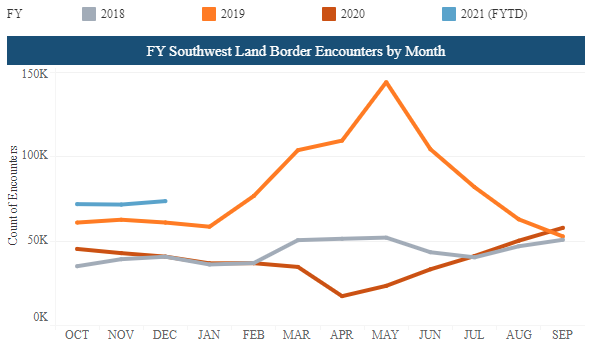 FY 2018 2019 2020 2021 (FYTD)
FY Southwest Land Border Encounters by Month
Count of Encounters
150K
100K
50K
0K
OCT NOV DEC JAN FEB MAR APR MAY JUN JUL AUG SEP